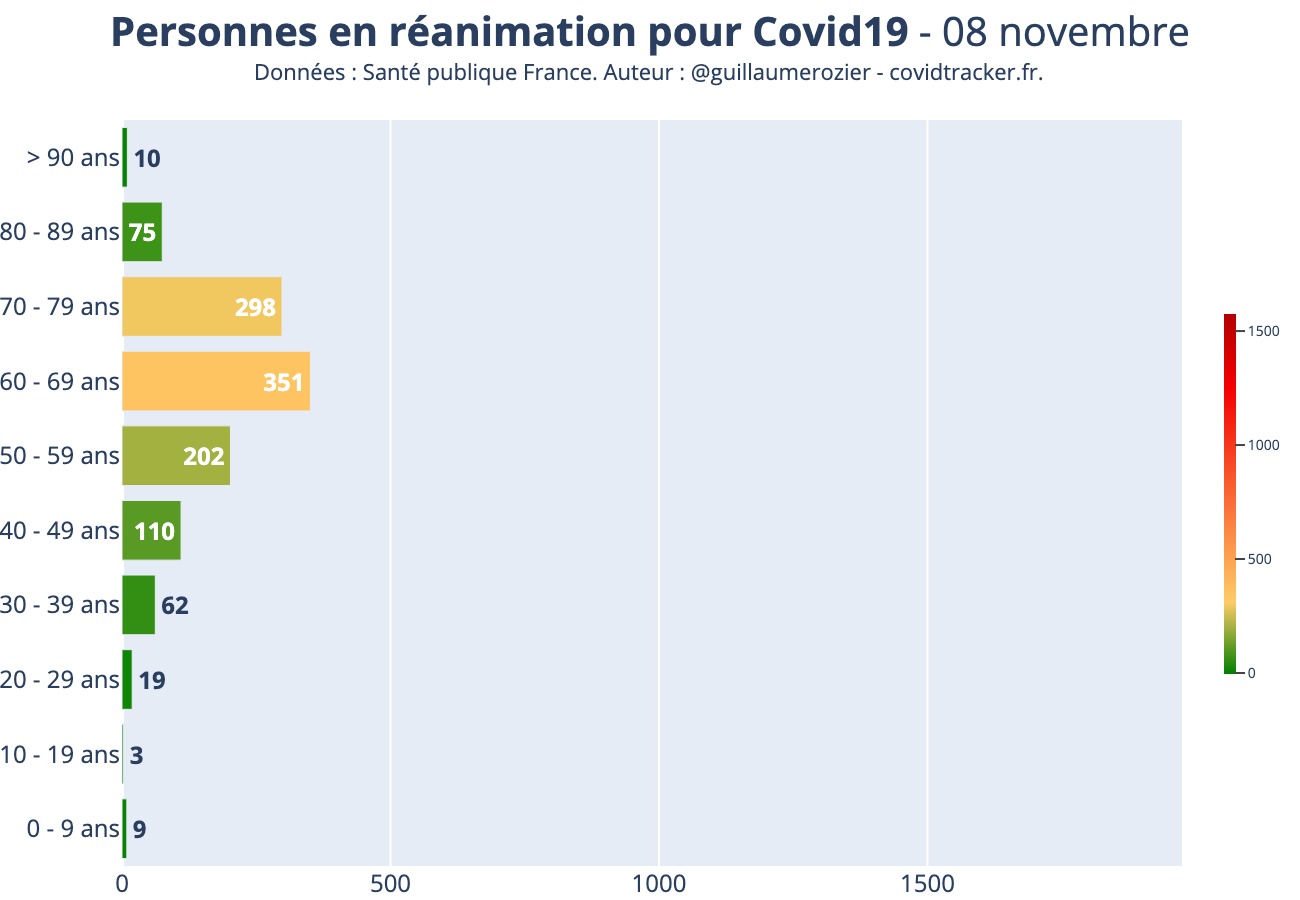 Personnes en réanimation pour Covid19 - 08 novembre
Données : Santé publique France. Auteur : @guillaumerozier - covidtracker.fr.
> 90 ans 10
80 - 89 ans 75
70 - 79 ans 298
60 - 69 ans 351
50 - 59 ans 202
40 - 49 ans 110
30 - 39 ans 62
20 - 29 ans 19
10 - 19 ans 3
0 - 9 ans 9
0 500 1000 1500
1500
1000
500
0